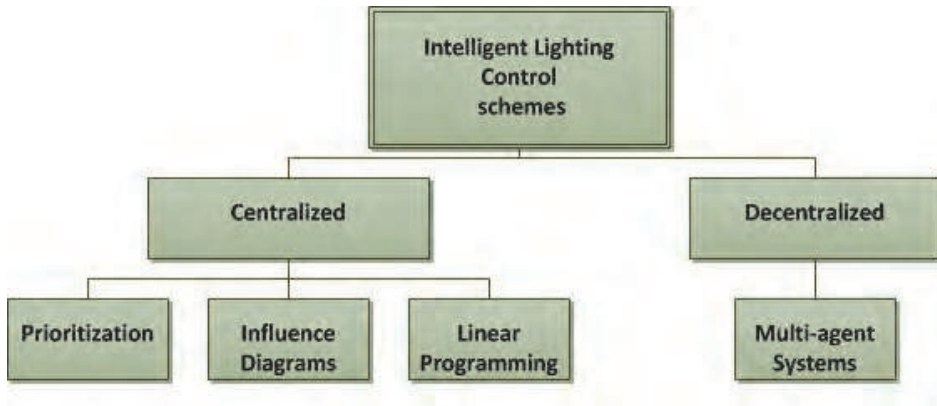 Intelligent Lighting
Control
schemes
Centralized
Decentralized
Prioritization
Influence
Diagrams
Linear
Programming
Multi-agent
Systems